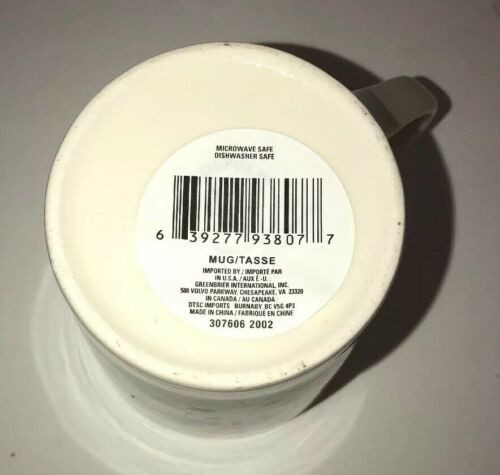 MICROWAVE SAFE
DISHWASHER SAFE
6 39277 93807 7
MUG/TASSE
IMPORTED BY / IMPORTÉ PAR
IN U.S.A. / AUX É.-U.:
GREENBRIER INTERNATIONAL, INC.
500 VOLVO PARKWAY, CHESAPEAKE, VA 23320
IN CANADA / AU CANADA :
DTSC IMPORTS BURNABY, BC V5G 4P3
MADE IN CHINA / FABRIQUÉ EN CHINE
307606 2002